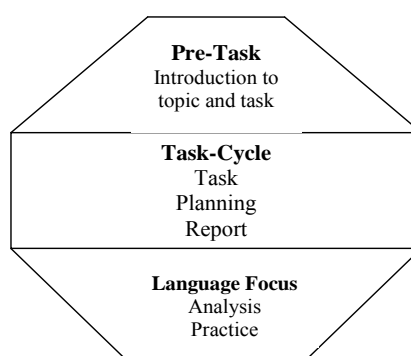 Pre-Task
Introduction to
topic and task
Task-Cycle
Task
Planning
Report
Language Focus
Analysis
Practice